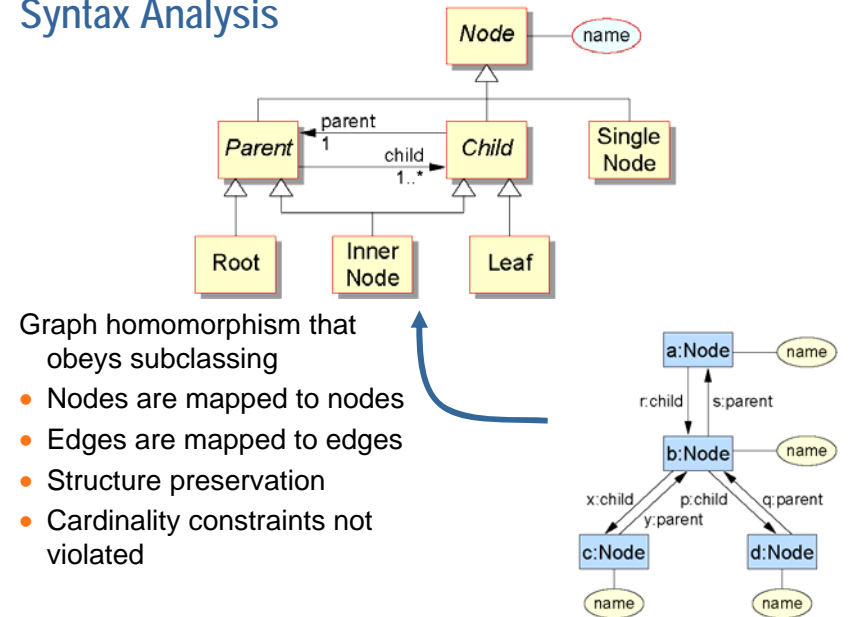 Syntax Analysis
Node
name
Parent
parent
1
child
1..*
Child
Single
Node
Root
Inner
Node
Leaf
Graph homomorphism that
obeys subclassing
• Nodes are mapped to nodes
• Edges are mapped to edges
• Structure preservation
• Cardinality constraints not
violated
a:Node
name
r:child
s:parent
b:Node
name
x:child
p:child
q:parent
y:parent
c:Node
d:Node
name
name